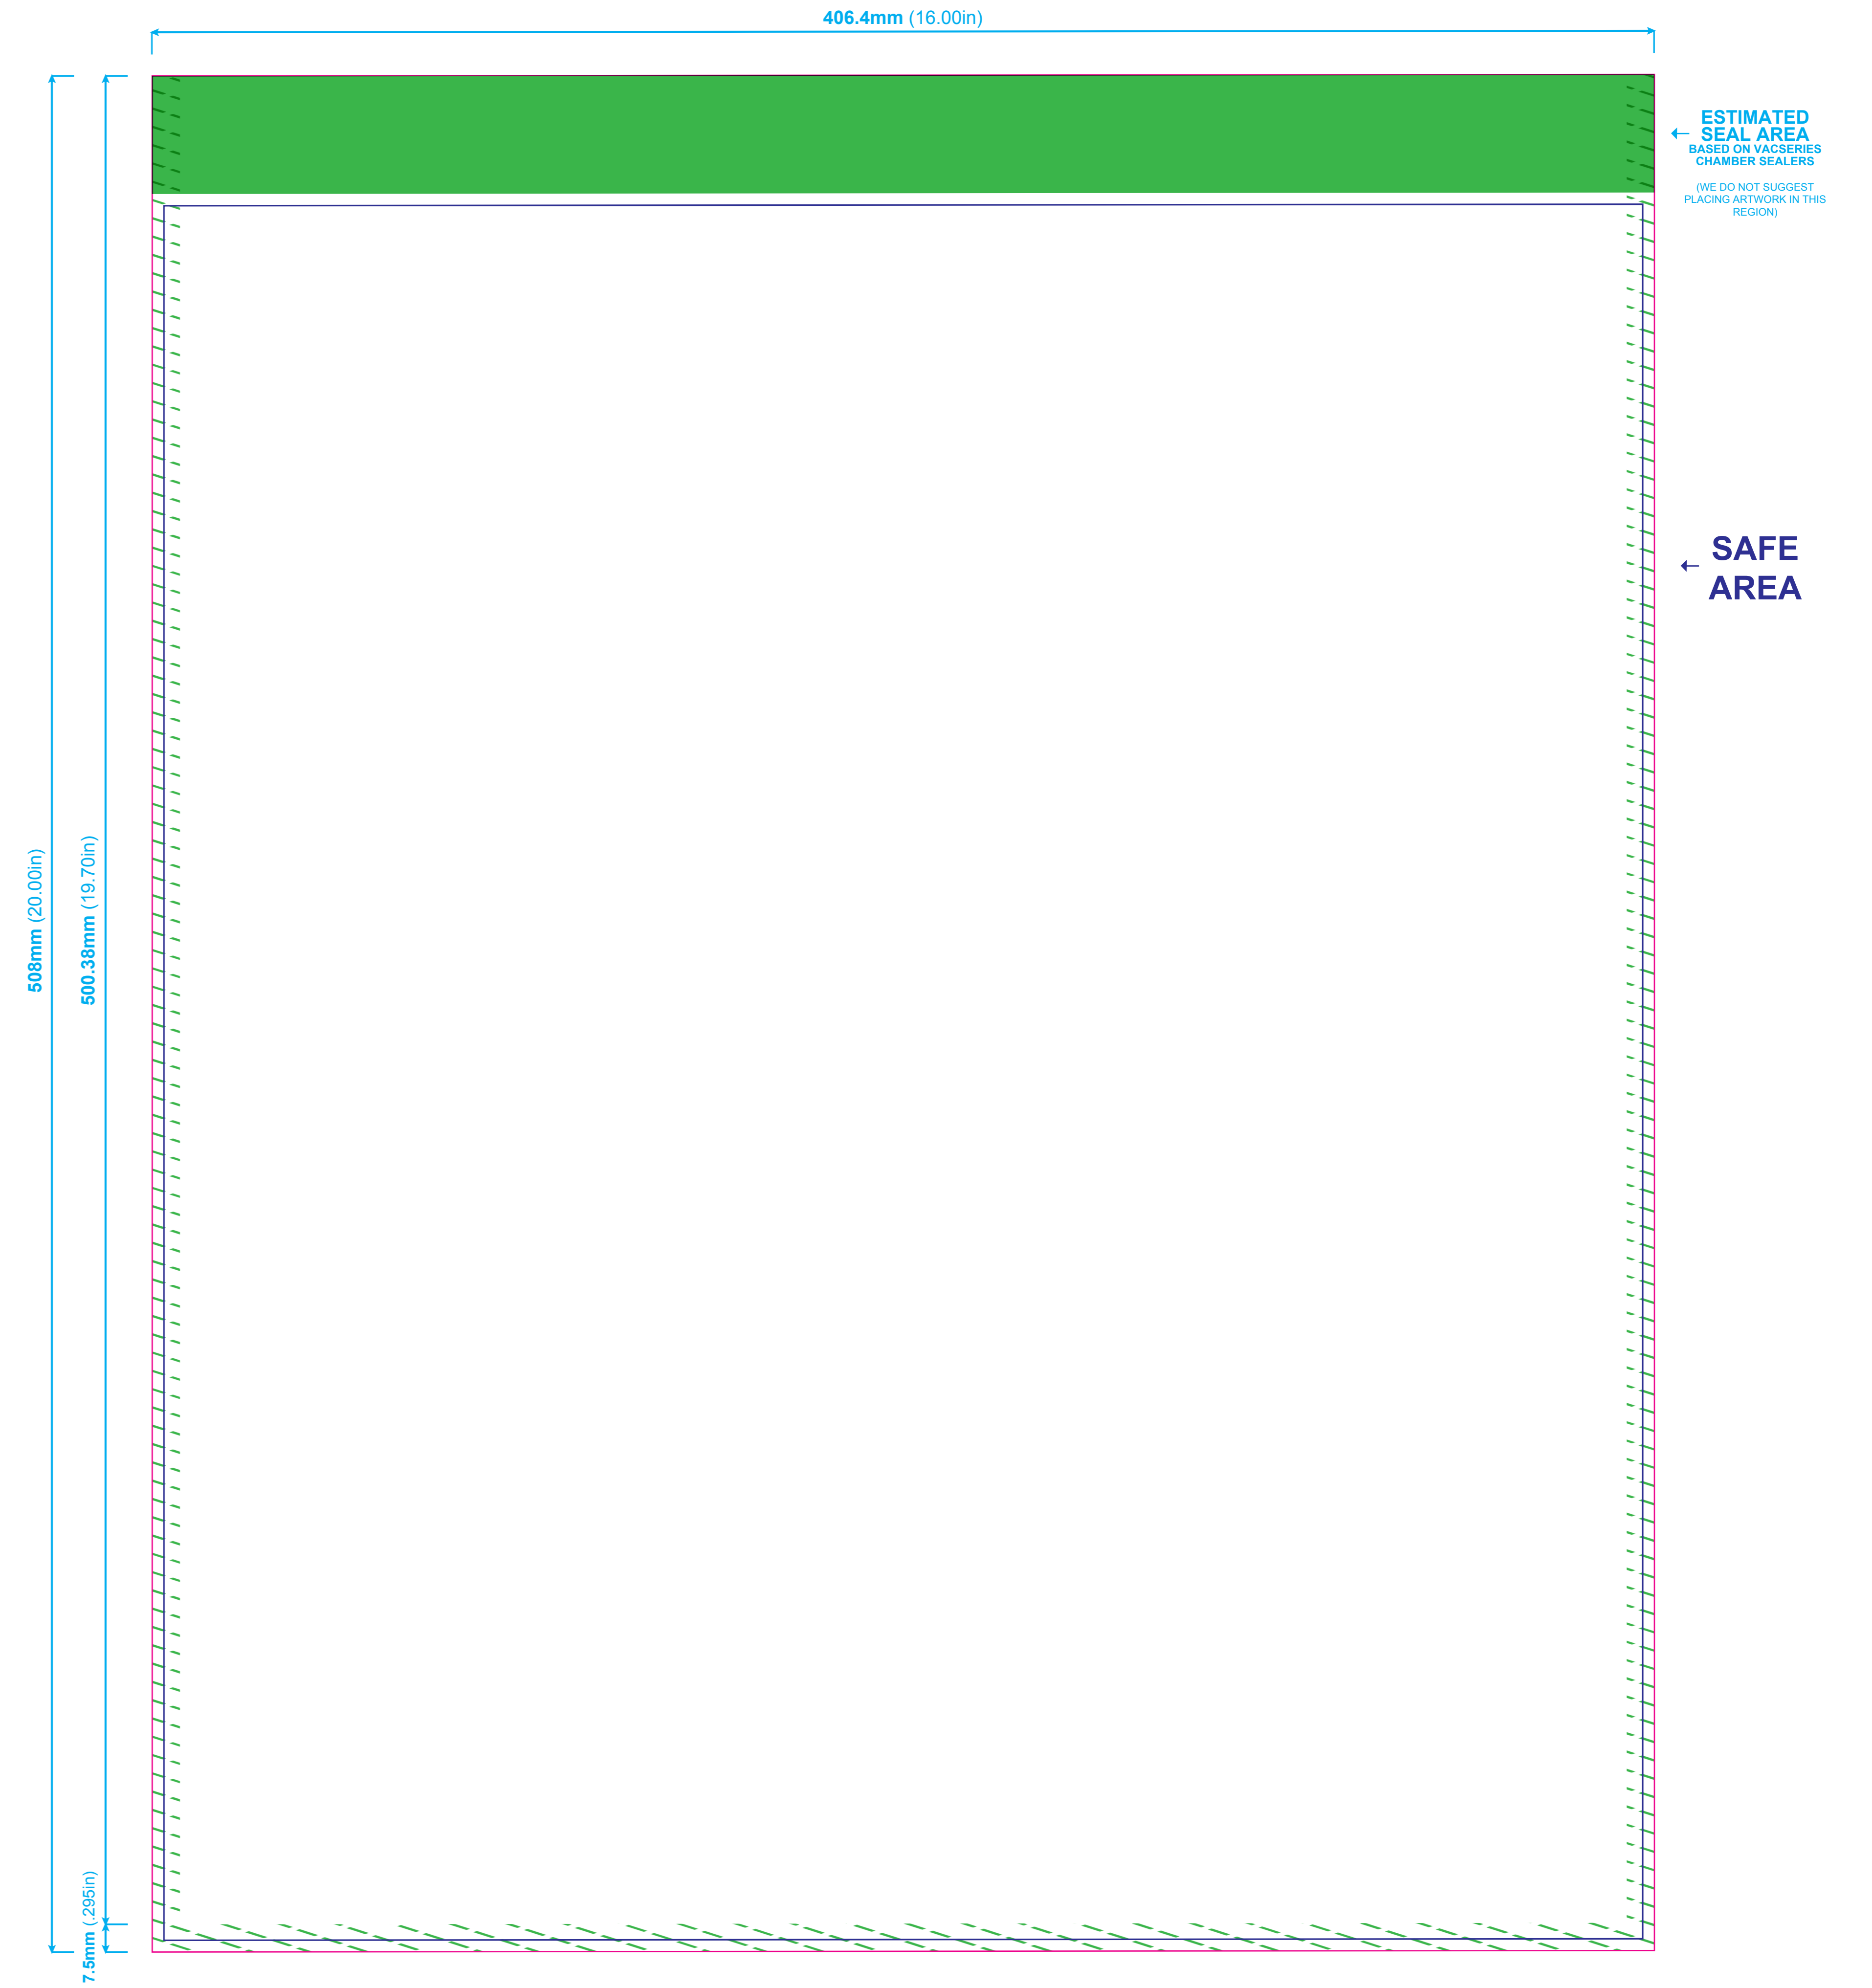 406.4mm (16.00in)
ESTIMATED
SEAL AREA
BASED ON VACSERIES
CHAMBER SEALERS
(WE DO NOT SUGGEST
PLACING ARTWORK IN THIS
REGION)
SAFE
AREA
508mm (20.00in)
500.38mm (19.70in)
7.5mm (.295in)